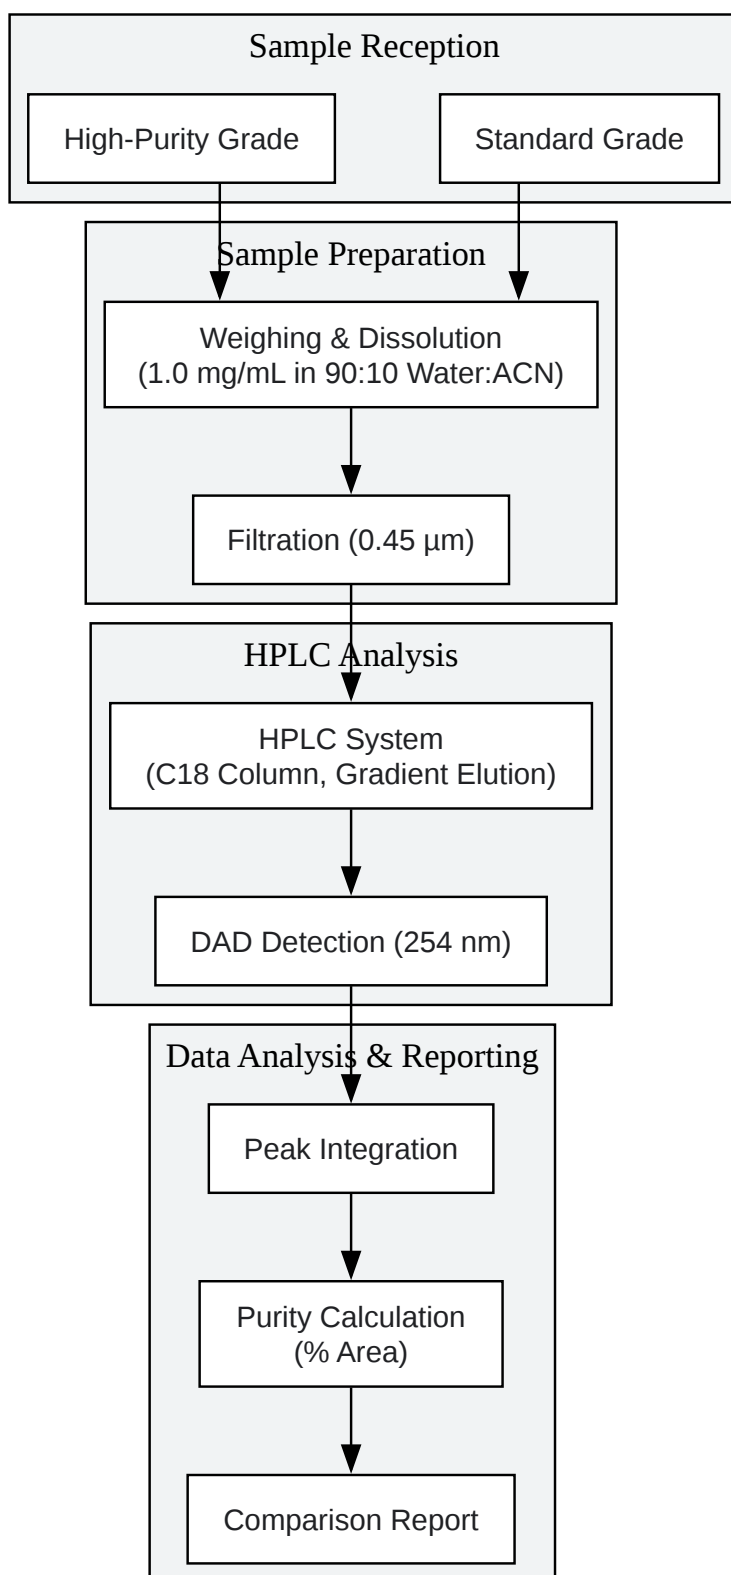 Sample Reception
High-Purity Grade
Standard Grade
Sample Preparation
Weighing & Dissolution
(1.0 mg/mL in 90:10 Water:ACN)
Filtration (0.45 µm)
HPLC Analysis
HPLC System
(C18 Column, Gradient Elution)
DAD Detection (254 nm)
Data Analysis & Reporting
Peak Integration
Purity Calculation
(% Area)
Comparison Report